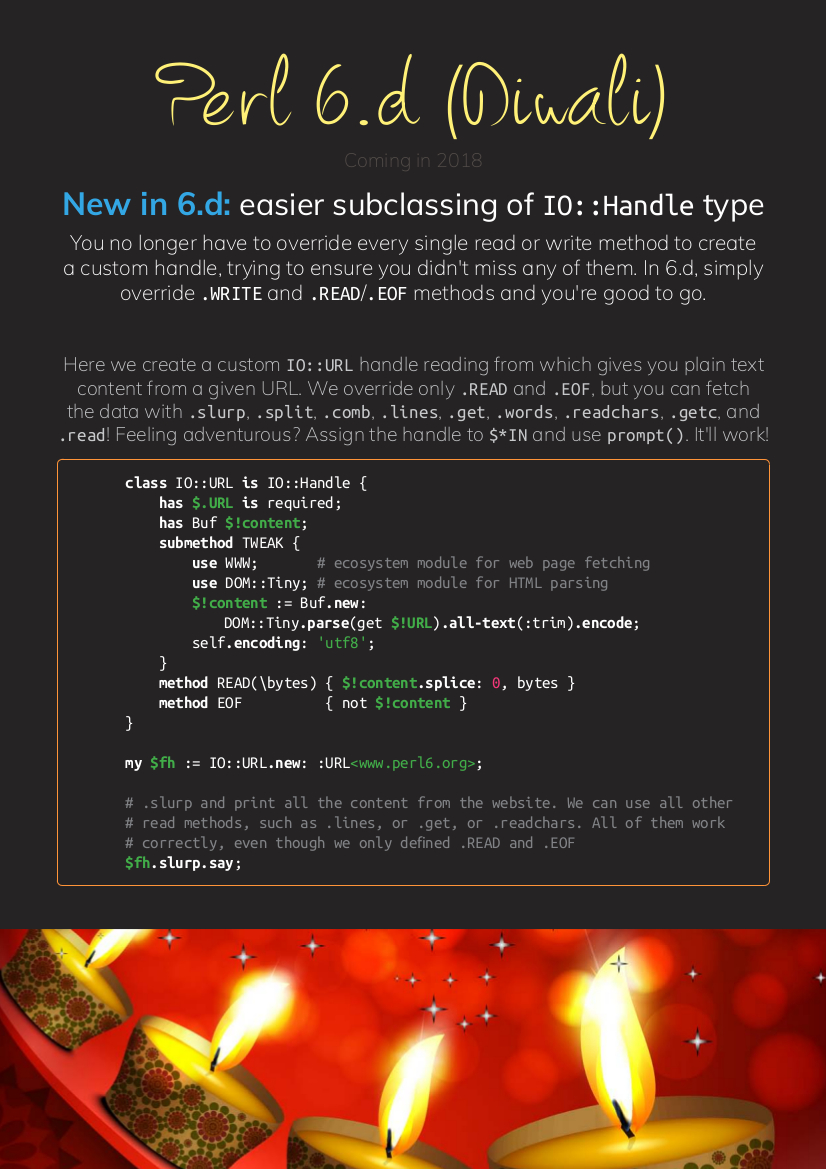 Perl 6.d (Diwali)
Coming in 2018
New in 6.d: easier subclassing of IO::Handle type
You no longer have to override every single read or write method to create
a custom handle, trying to ensure you didn't miss any of them. In 6.d, simply
override .WRITE and .READ/.EOF methods and you're good to go.
Here we create a custom IO::URL handle reading from which gives you plain text
content from a given URL. We override only .READ and .EOF, but you can fetch
the data with .slurp, .split, .comb, .lines, .get, .words, .readchars, .getc, and
.read! Feeling adventurous? Assign the handle to $*IN and use prompt(). It'll work!
class IO::URL is IO::Handle {
    has $.URL is required;
    has Buf $!content;
    submethod TWEAK {
        use WWW;       # ecosystem module for web page fetching
        use DOM::Tiny; # ecosystem module for HTML parsing
        $!content := Buf.new:
            DOM::Tiny.parse(get $!URL).all-text(:trim).encode;
        self.encoding: 'utf8';
    }
    method READ(\bytes) { $!content.splice: 0, bytes }
    method EOF          { not $!content }
}
my $fh := IO::URL.new: :URL<www.perl6.org>;
# .slurp and print all the content from the website. We can use all other
# read methods, such as .lines, or .get, or .readchars. All of them work
# correctly, even though we only defined .READ and .EOF
$fh.slurp.say;